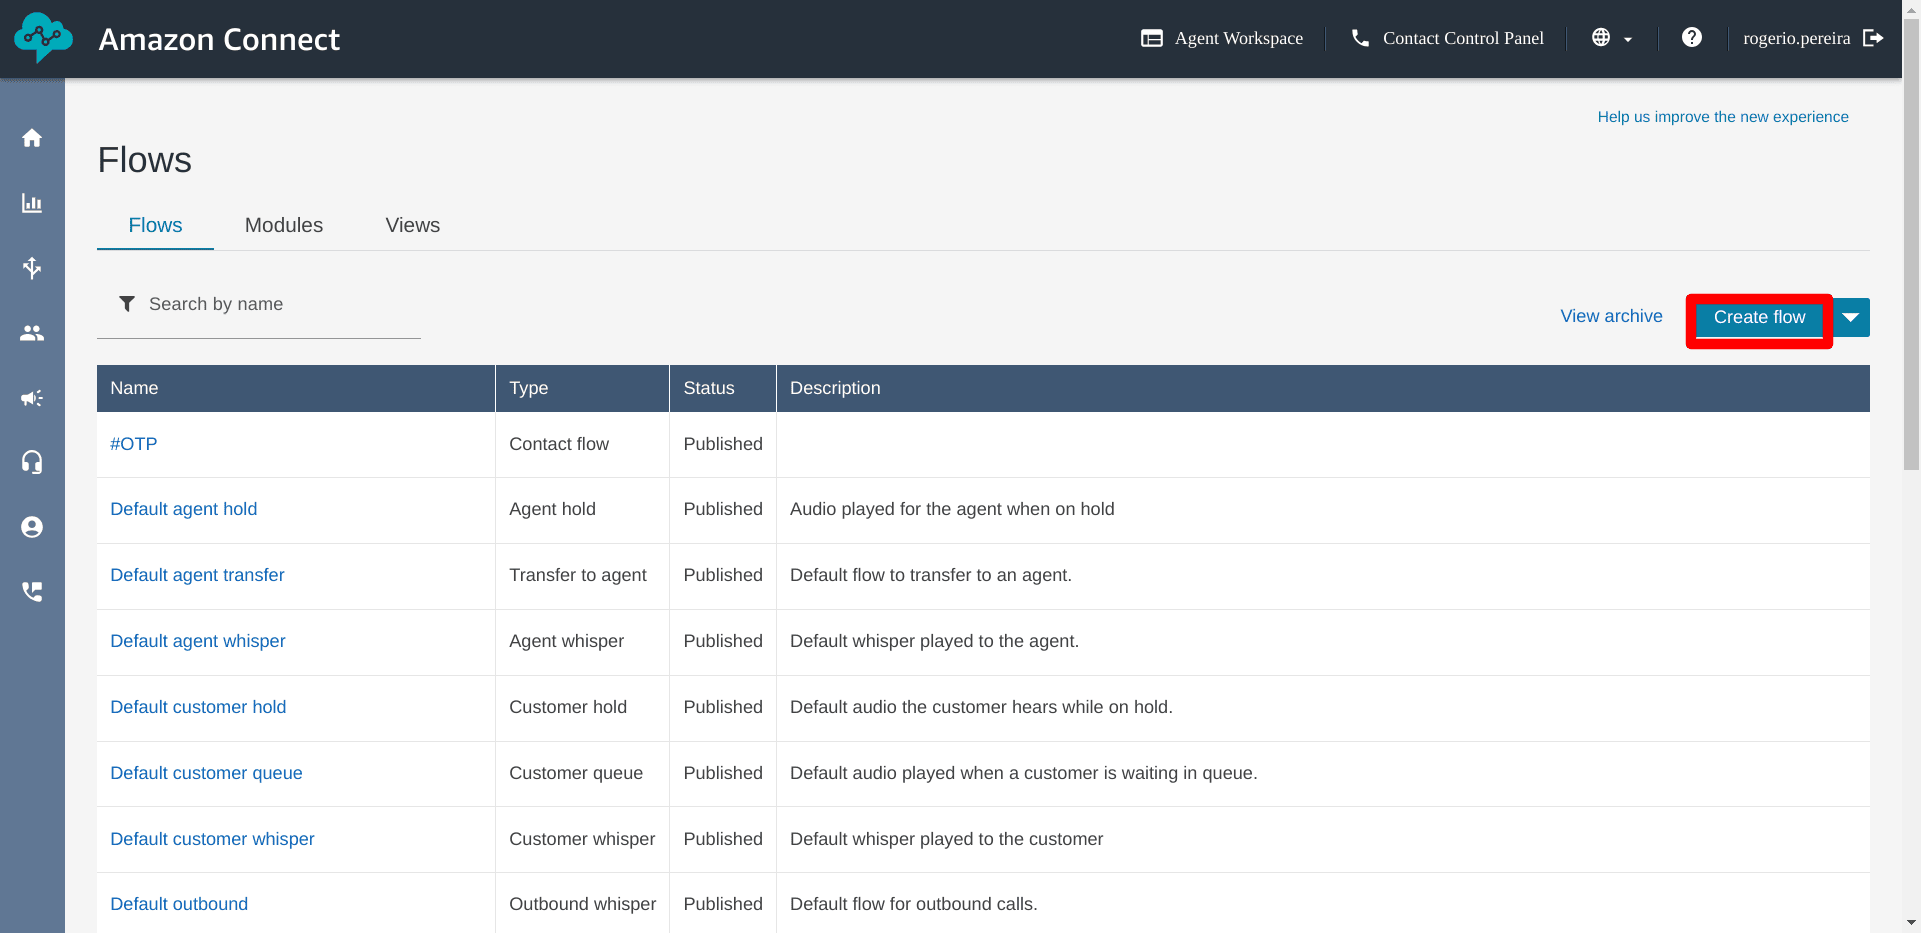 Amazon Connect
Agent Workspace
Contact Control Panel
rogerio.pereira
Help us improve the new experience
Flows
Flows Modules Views
Search by name
View archive
Create flow
Name Type Status Description
#OTP Contact flow Published
Default agent hold Agent hold Published Audio played for the agent when on hold
Default agent transfer Transfer to agent Published Default flow to transfer to an agent.
Default agent whisper Agent whisper Published Default whisper played to the agent.
Default customer hold Customer hold Published Default audio the customer hears while on hold.
Default customer queue Customer queue Published Default audio played when a customer is waiting in queue.
Default customer whisper Customer whisper Published Default whisper played to the customer
Default outbound Outbound whisper Published Default flow for outbound calls.